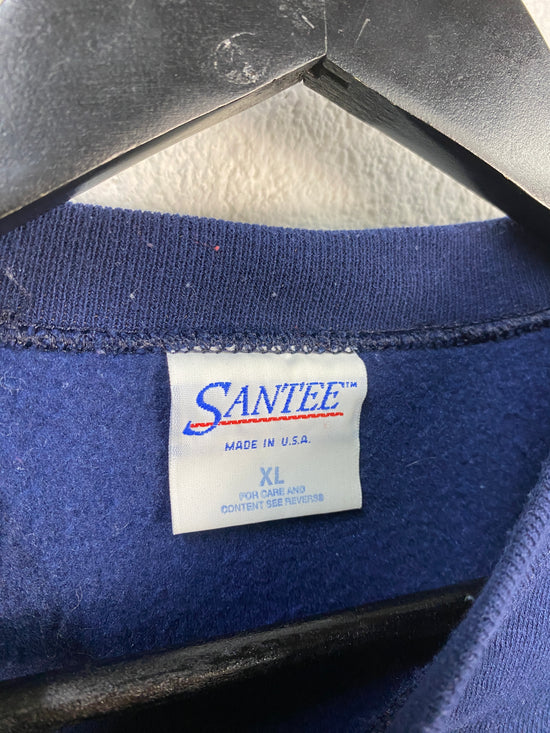 SANTEE™
MADE IN U.S.A.
XL
FOR CARE AND
CONTENT SEE REVERSE